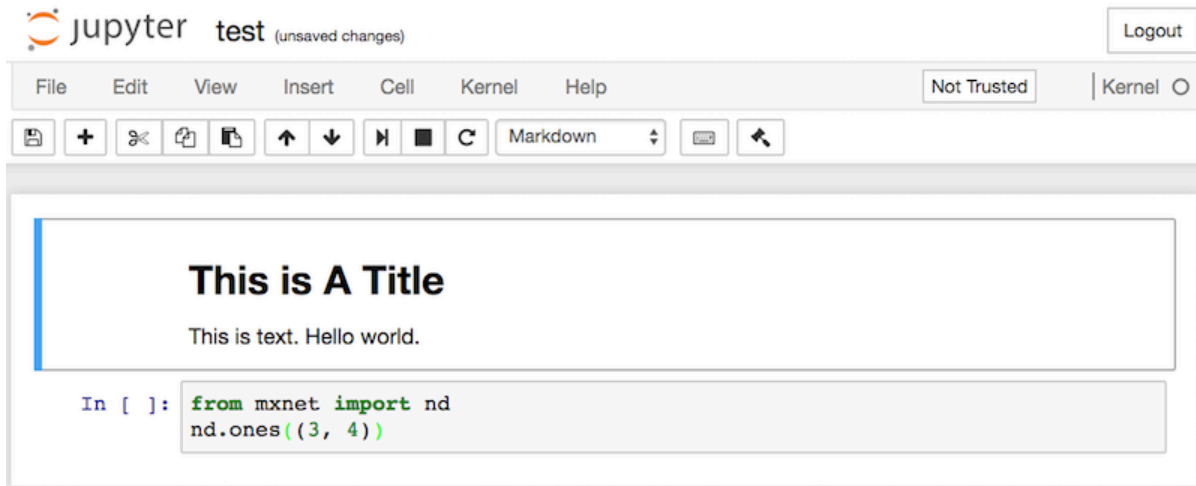 jupyter test (unsaved changes) Logout
File Edit View Insert Cell Kernel Help Not Trusted Kernel
Markdown
This is A Title
This is text. Hello world.
In [ ]: from mxnet import nd
nd.ones((3, 4))